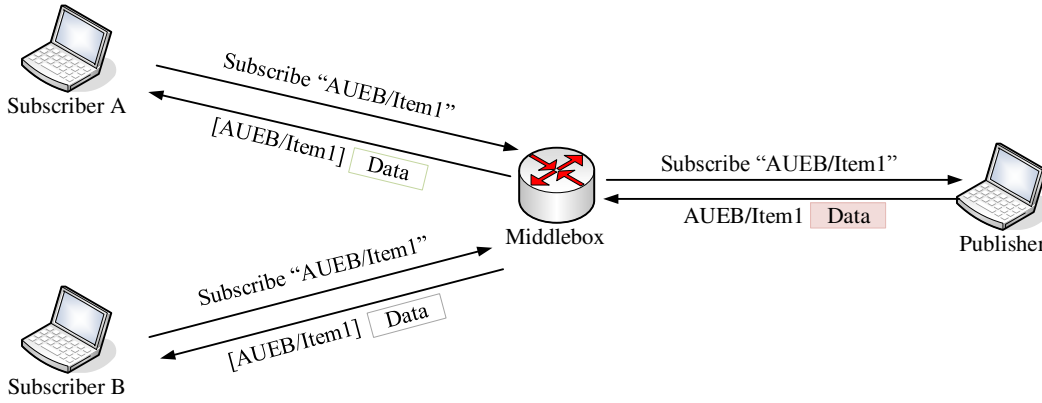 Subscribe “AUEB/Item1”
Subscriber A
[AUEB/Item1] Data
Subscribe “AUEB/Item1”
AUEB/Item1 Data
Middlebox
Publisher
Subscribe “AUEB/Item1”
[AUEB/Item1] Data
Subscriber B